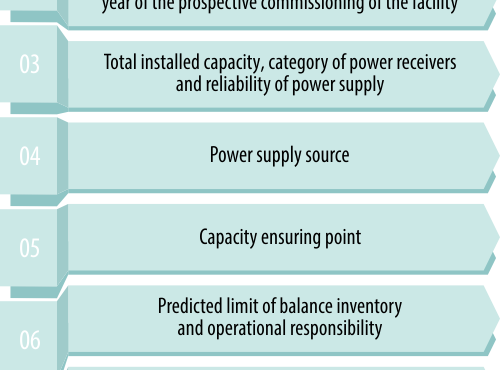 year of the prospective commissioning of the facility
03
Total installed capacity, category of power receivers
and reliability of power supply
04
Power supply source
05
Capacity ensuring point
06
Predicted limit of balance inventory
and operational responsibility